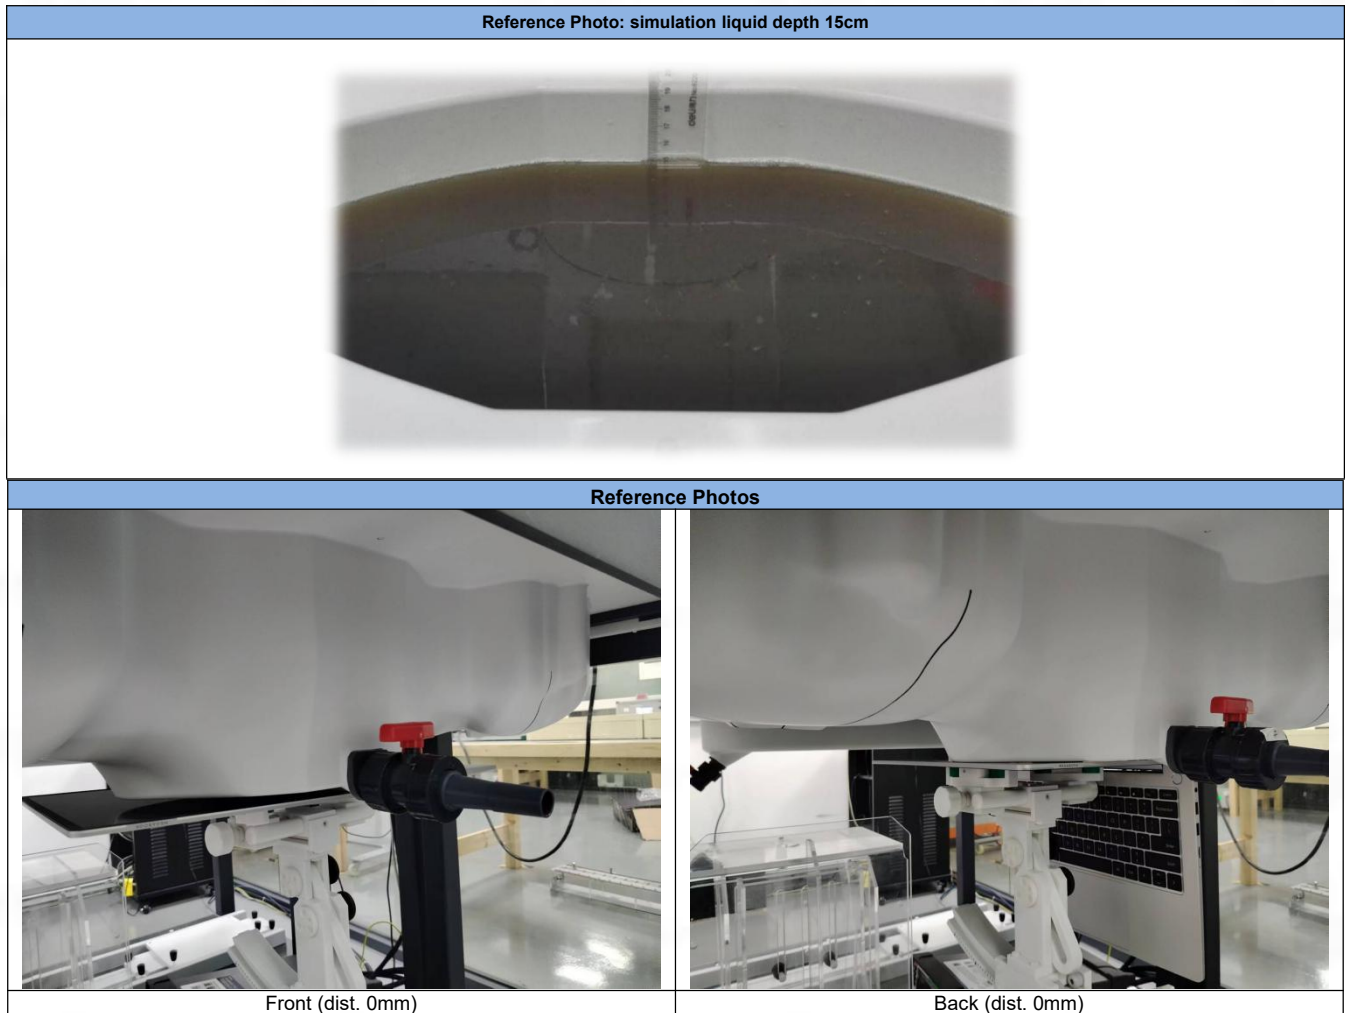 Reference Photo: simulation liquid depth 15cm
Reference Photos
Front (dist. 0mm)
Back (dist. 0mm)